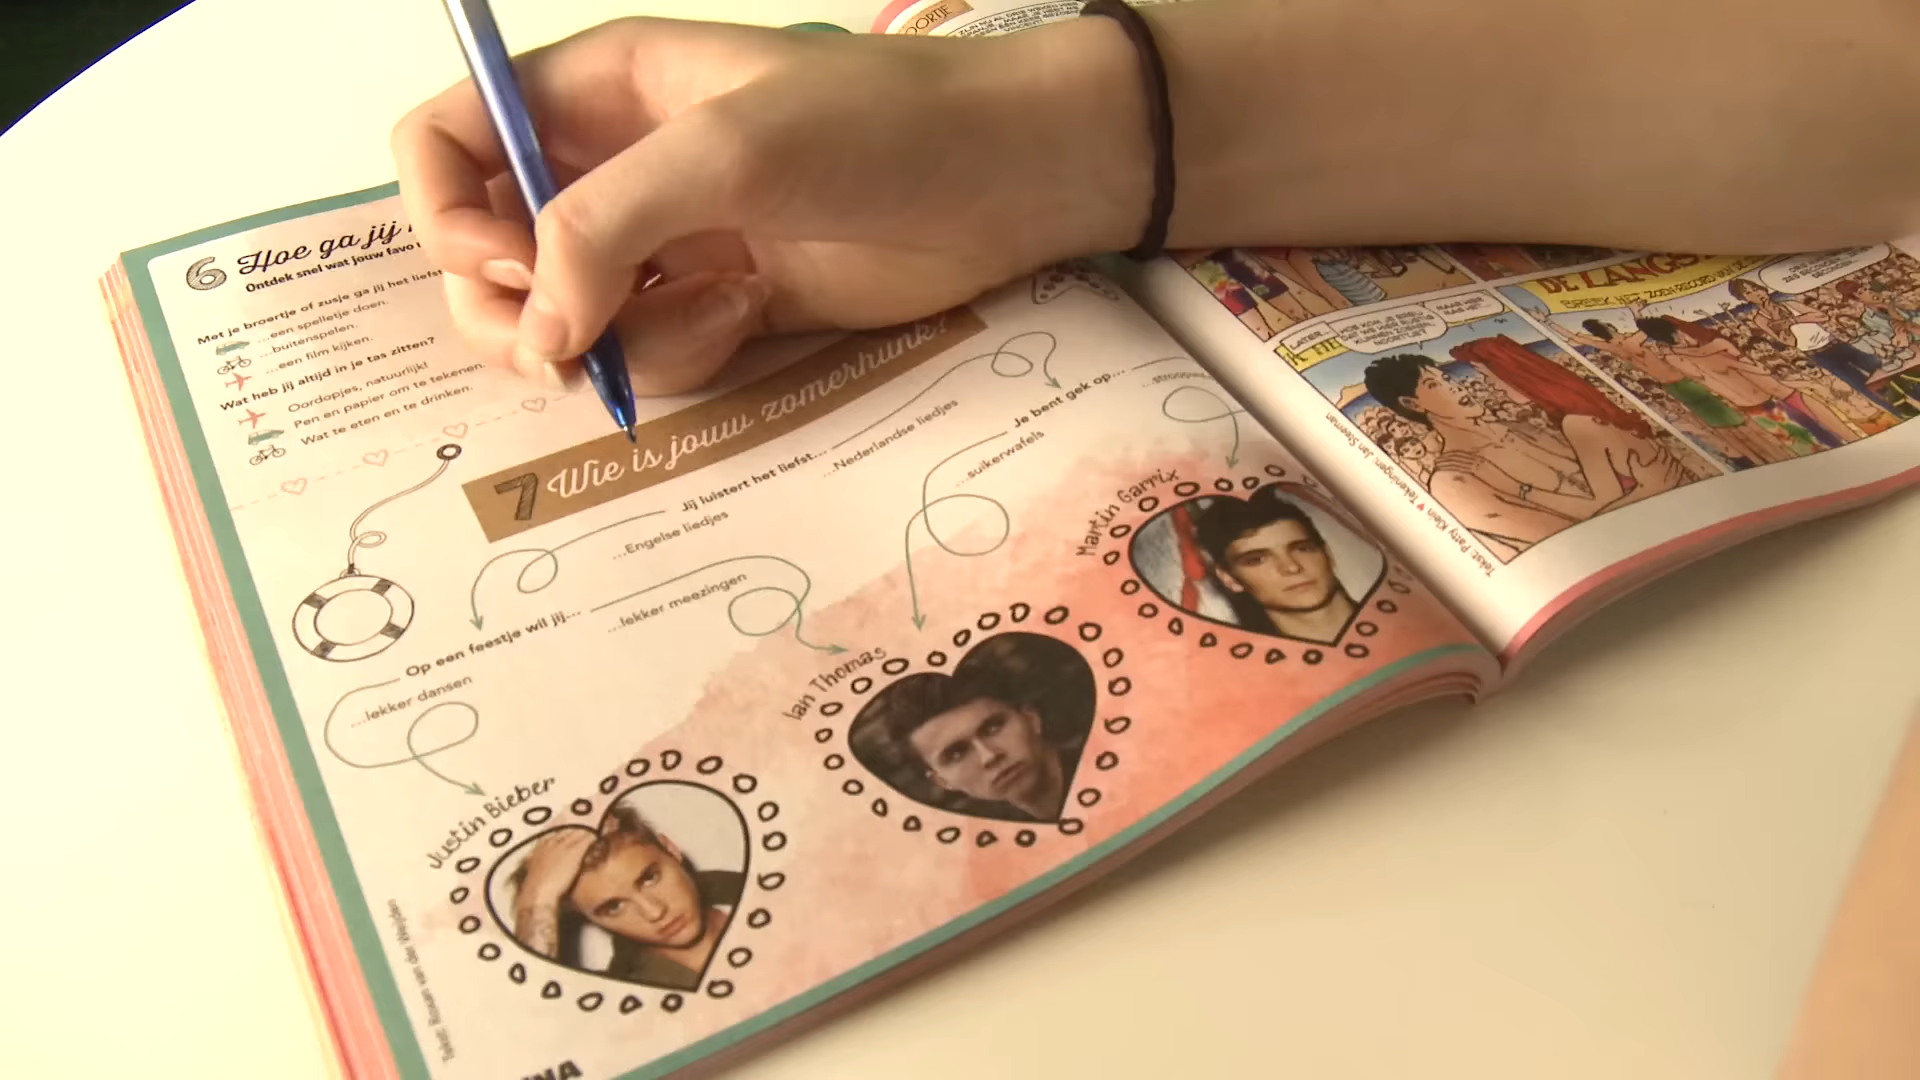 6 Hoe ga jij
Ontdek snel wat jouw favo
Met je broertje of zusje ga jij het liefst
...een spelletje doen.
...buitenspelen.
...een film kijken.
Wat heb jij altijd in je tas zitten?
Oordopjes, natuurlijk!
Pen en papier om te tekenen.
Wat te eten en te drinken.
7 Wie is jouw zomerhunk?
Jij luistert het liefst...
...Engelse liedjes
...Nederlandse liedjes
Je bent gek op...
...suikerwafels
Op een feestje wil jij...
...lekker dansen
...lekker meezingen
Justin Bieber
Ian Thomas
Martin Garrix
Tekst: Rowan van der Weijden
LATER...
DE LANGS
Tekst: Patty Klein ♥ Tekeningen: Jan Steeman